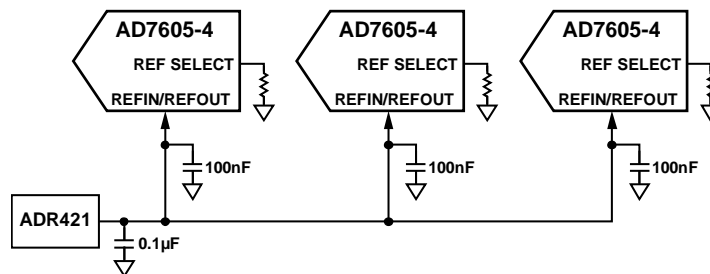 AD7605-4
REF SELECT
REFIN/REFOUT
100nF
AD7605-4
REF SELECT
REFIN/REFOUT
100nF
AD7605-4
REF SELECT
REFIN/REFOUT
100nF
ADR421
0.1µF